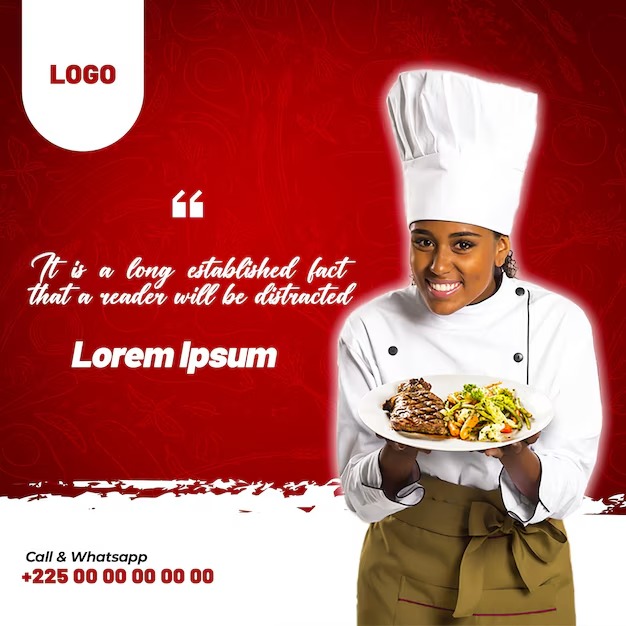 LOGO
“
It is a long established fact
that a reader will be distracted
Lorem Ipsum
Call & Whatsapp
+225 00 00 00 00 00 00